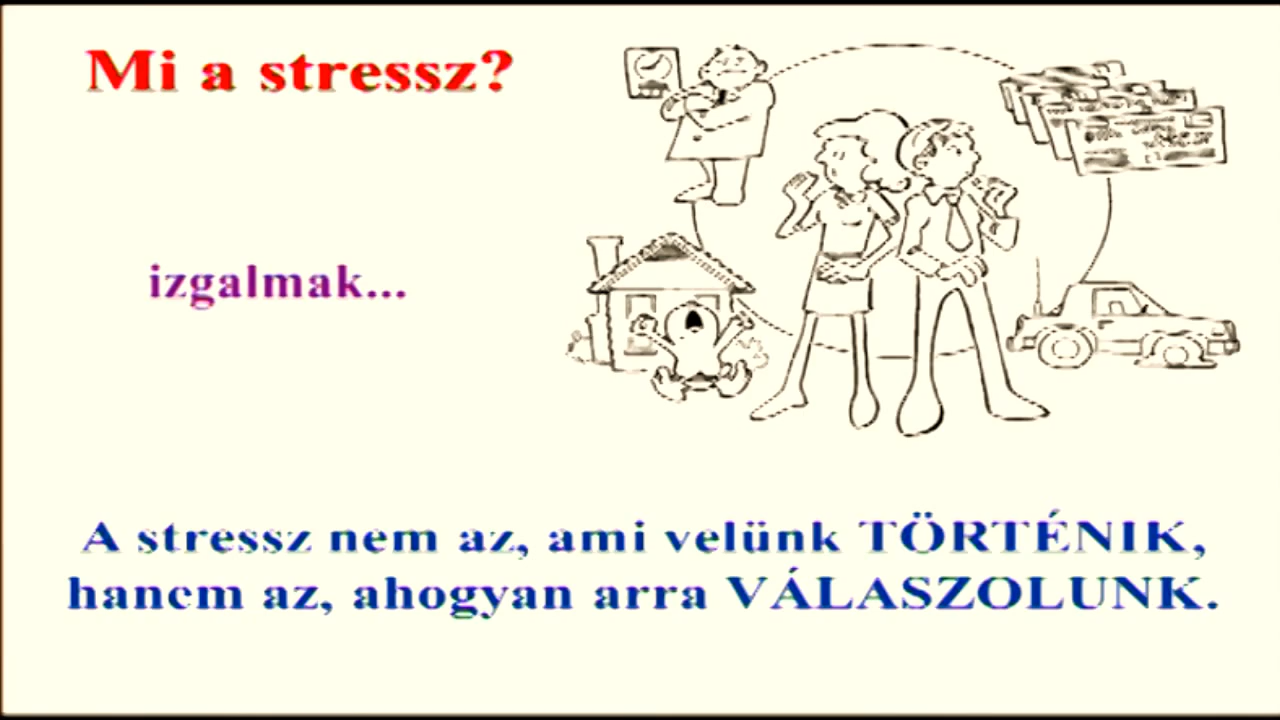 Mi a stressz?
izgalmak...
A stressz nem az, ami velünk TÖRTÉNIK,
hanem az, ahogyan arra VÁLASZOLUNK.